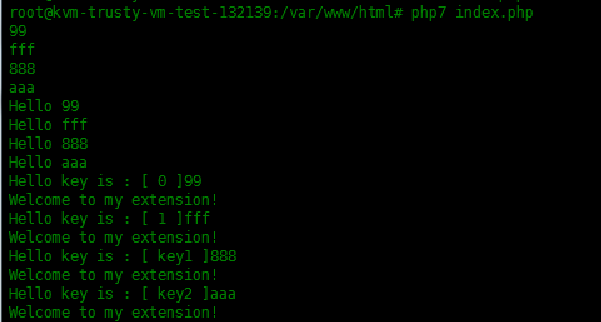 root@kvm-trusty-vm-test-132139:/var/www/html# php7 index.php
99
fff
888
aaa
Hello 99
Hello fff
Hello 888
Hello aaa
Hello key is : [ 0 ]99
Welcome to my extension!
Hello key is : [ 1 ]fff
Welcome to my extension!
Hello key is : [ key1 ]888
Welcome to my extension!
Hello key is : [ key2 ]aaa
Welcome to my extension!